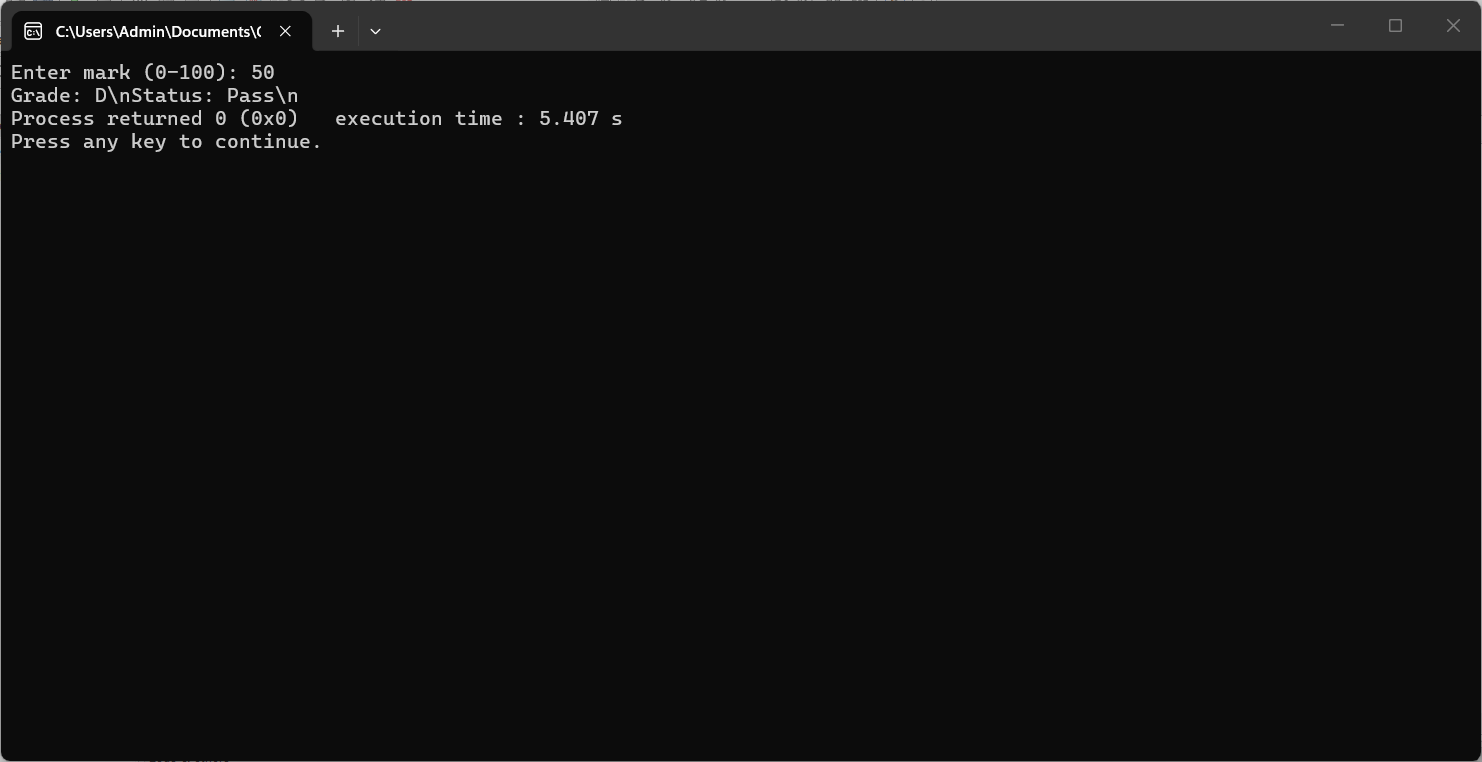 C:\Users\Admin\Documents\C
Enter mark (0-100): 50
Grade: D\nStatus: Pass\n
Process returned 0 (0x0)   execution time : 5.407 s
Press any key to continue.